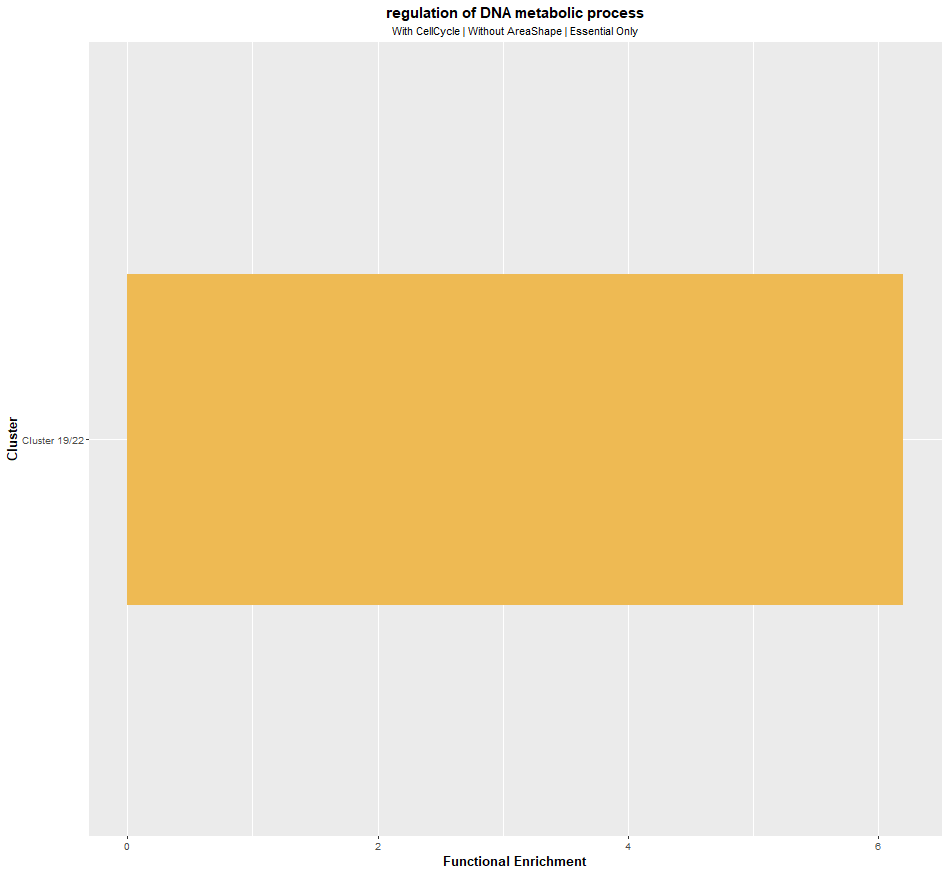 regulation of DNA metabolic process
With CellCycle | Without AreaShape | Essential Only
Cluster
Cluster 19/22
0 2 4 6
Functional Enrichment